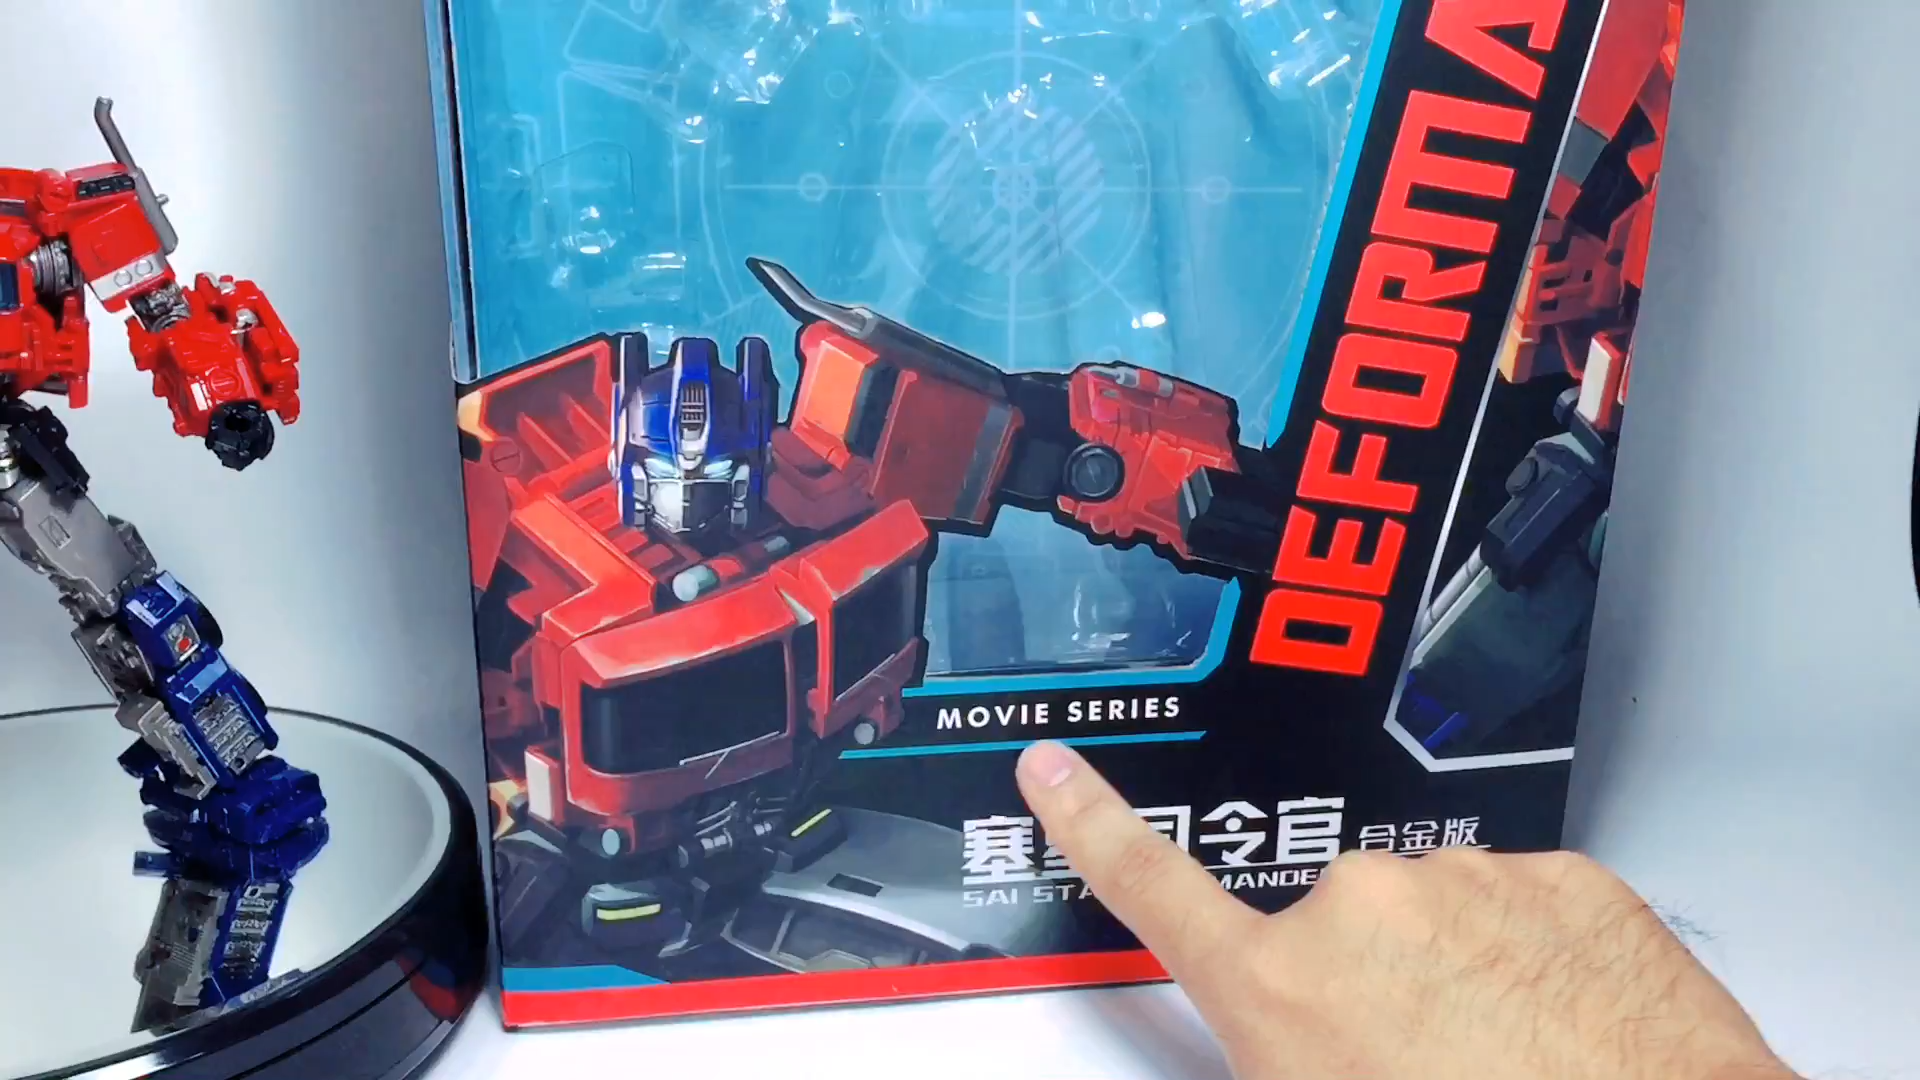 DEFORMA
MOVIE SERIES
塞 司令官 合金版
SAI STA MANDE